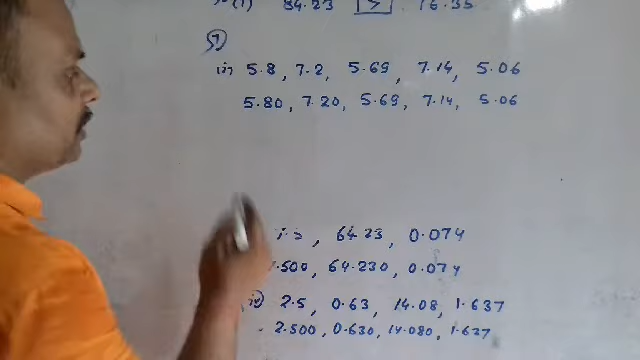 (i) 84.23 > 16.35
ii) 5.8, 7.2, 5.69, 7.14, 5.06
5.80, 7.20, 5.69, 7.14, 5.06
64.23, 0.074
.500, 64.230, 0.074
2.5, 0.63, 14.08, 1.637
2.500, 0.630, 14.080, 1.637